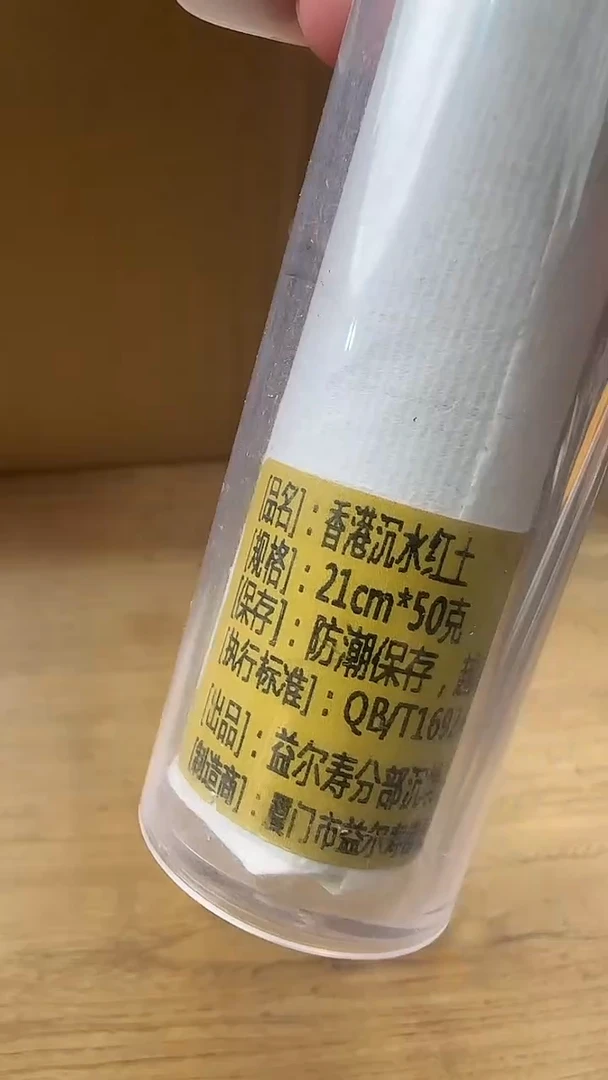 [品名]：香港沉水红土
[规格]：21cm*50克
[保存]：防潮保存，
[执行标准]：QB/T169
[出品]：益尔寿分部沉
[制造商]：厦门市益尔寿